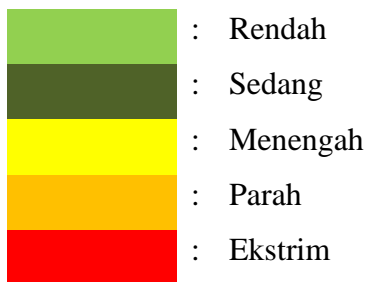 : Rendah
: Sedang
: Menengah
: Parah
: Ekstrim